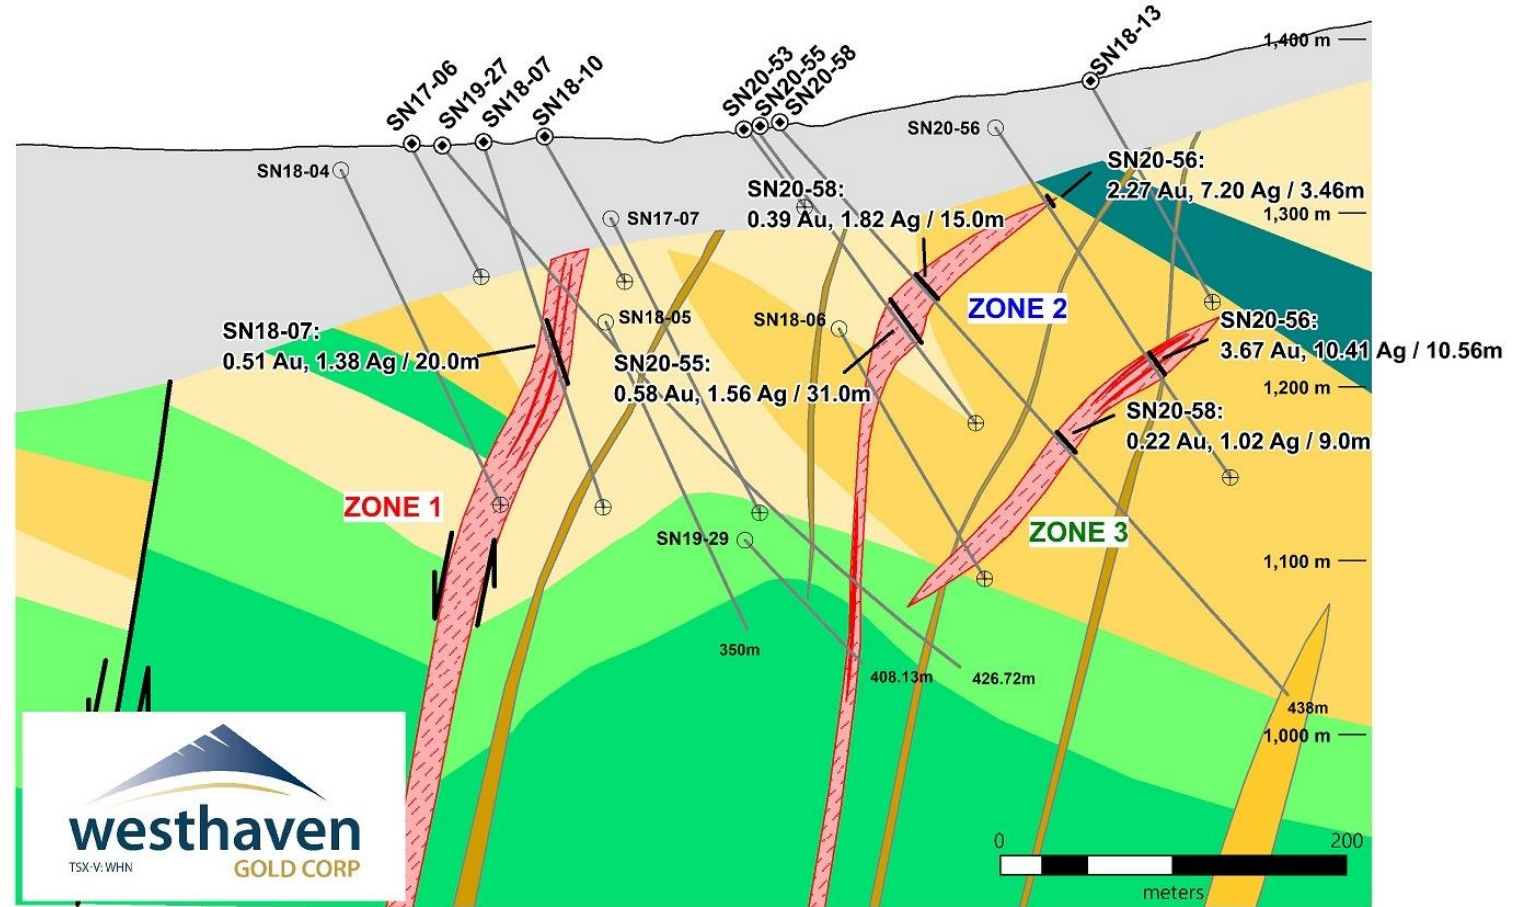 SN17-06
SN19-27
SN18-07
SN18-10
SN20-53
SN20-55
SN20-58
SN18-13
1,400 m
SN18-04
SN20-56
SN20-56:
2.27 Au, 7.20 Ag / 3.46m
SN20-58:
0.39 Au, 1.82 Ag / 15.0m
SN17-07
1,300 m
ZONE 2
SN18-05
SN18-06
SN18-07:
0.51 Au, 1.38 Ag / 20.0m
SN20-56:
3.67 Au, 10.41 Ag / 10.56m
SN20-55:
0.58 Au, 1.56 Ag / 31.0m
1,200 m
SN20-58:
0.22 Au, 1.02 Ag / 9.0m
ZONE 1
ZONE 3
SN19-29
1,100 m
350m
408.13m
426.72m
438m
1,000 m
westhaven
TSX-V: WHN
GOLD CORP
0
200
meters